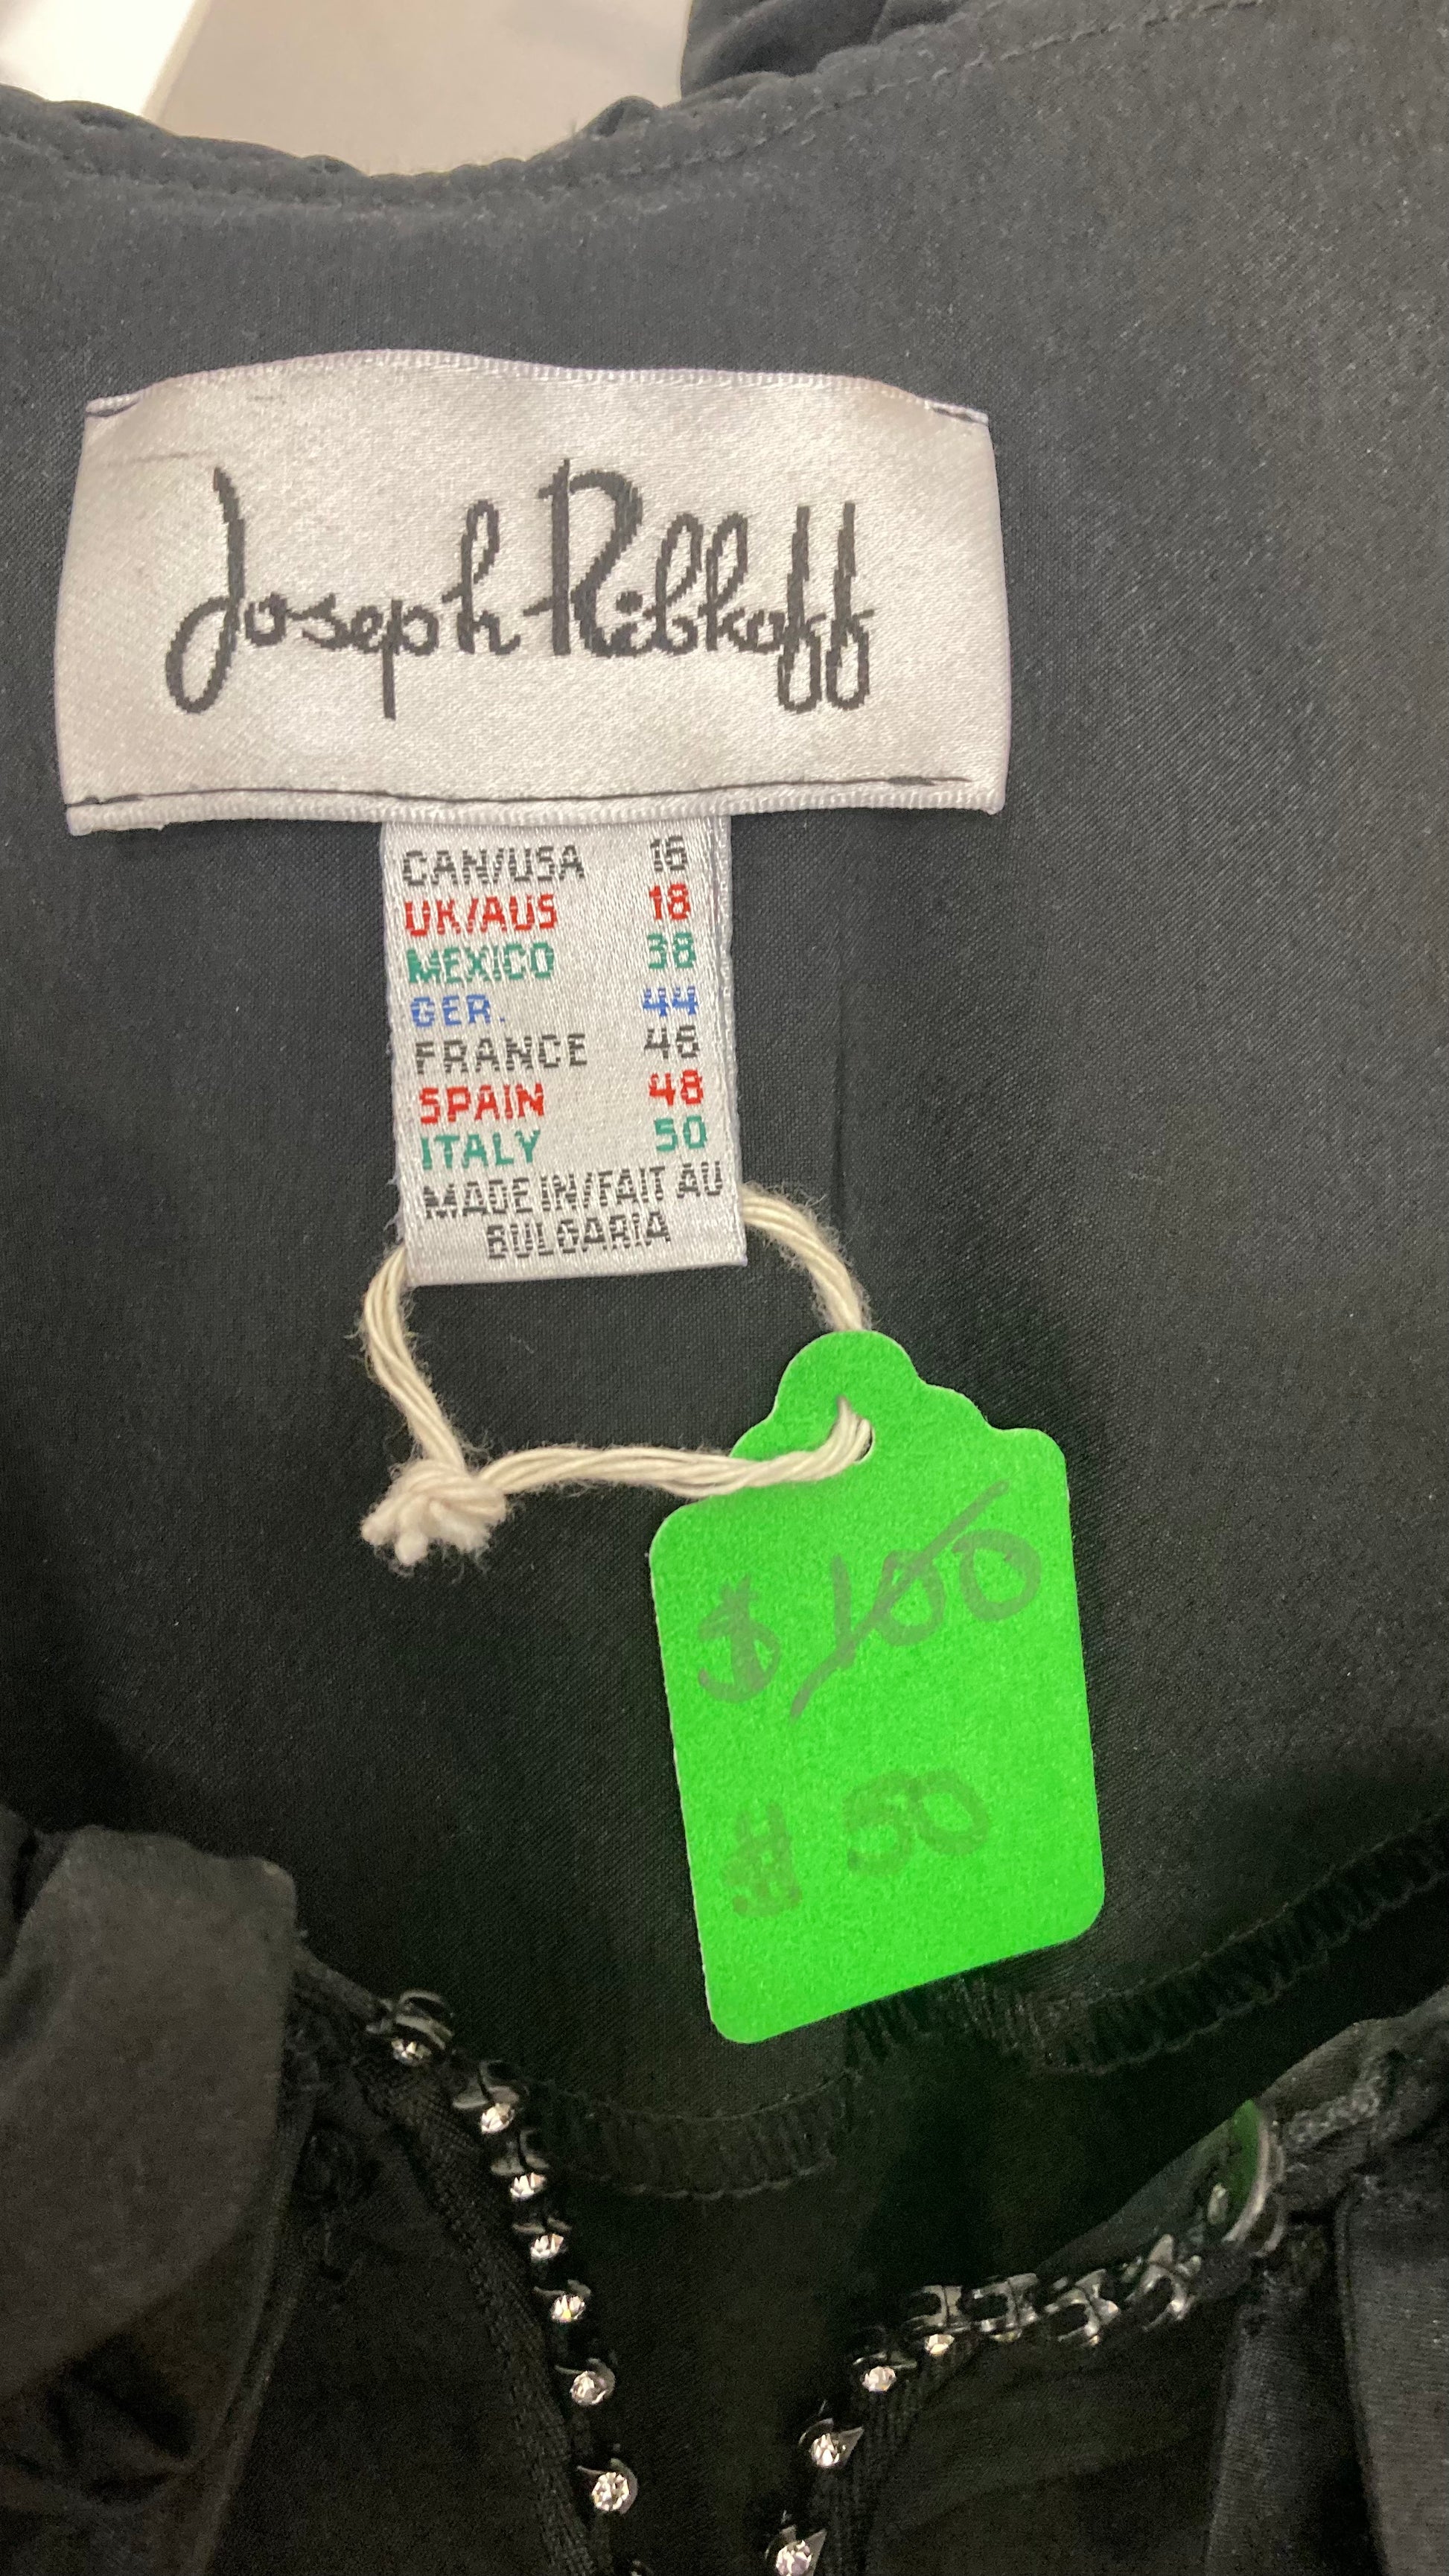 Joseph Ribkoff
CAN/USA 16
UK/AUS 18
MEXICO 38
GER. 44
FRANCE 46
SPAIN 48
ITALY 50
MADE IN/FAIT AU
BULGARIA
$100
$50